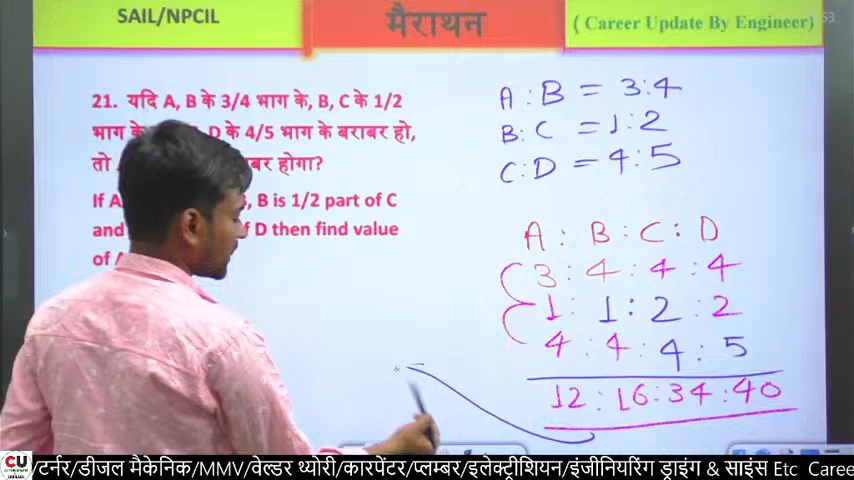 SAIL/NPCIL
मैराथन
( Career Update By Engineer)
53
21. यदि A, B के 3/4 भाग के, B, C के 1/2
भाग के D के 4/5 भाग के बराबर हो,
तो बर होगा?
If A , B is 1/2 part of C
and f D then find value
of
A : B = 3:4
B : C = 1:2
C : D = 4:5
A : B : C : D
3 : 4 : 4 : 4
1 : 1 : 2 : 2
4 : 4 : 4 : 5
12 : 16 : 34 : 40
CU
/टर्नर/डीजल मैकेनिक/MMV/वेल्डर थ्योरी/कारपेंटर/प्लम्बर/इलेक्ट्रीशियन/इंजीनियरिंग ड्राइंग & साइंस Etc Caree